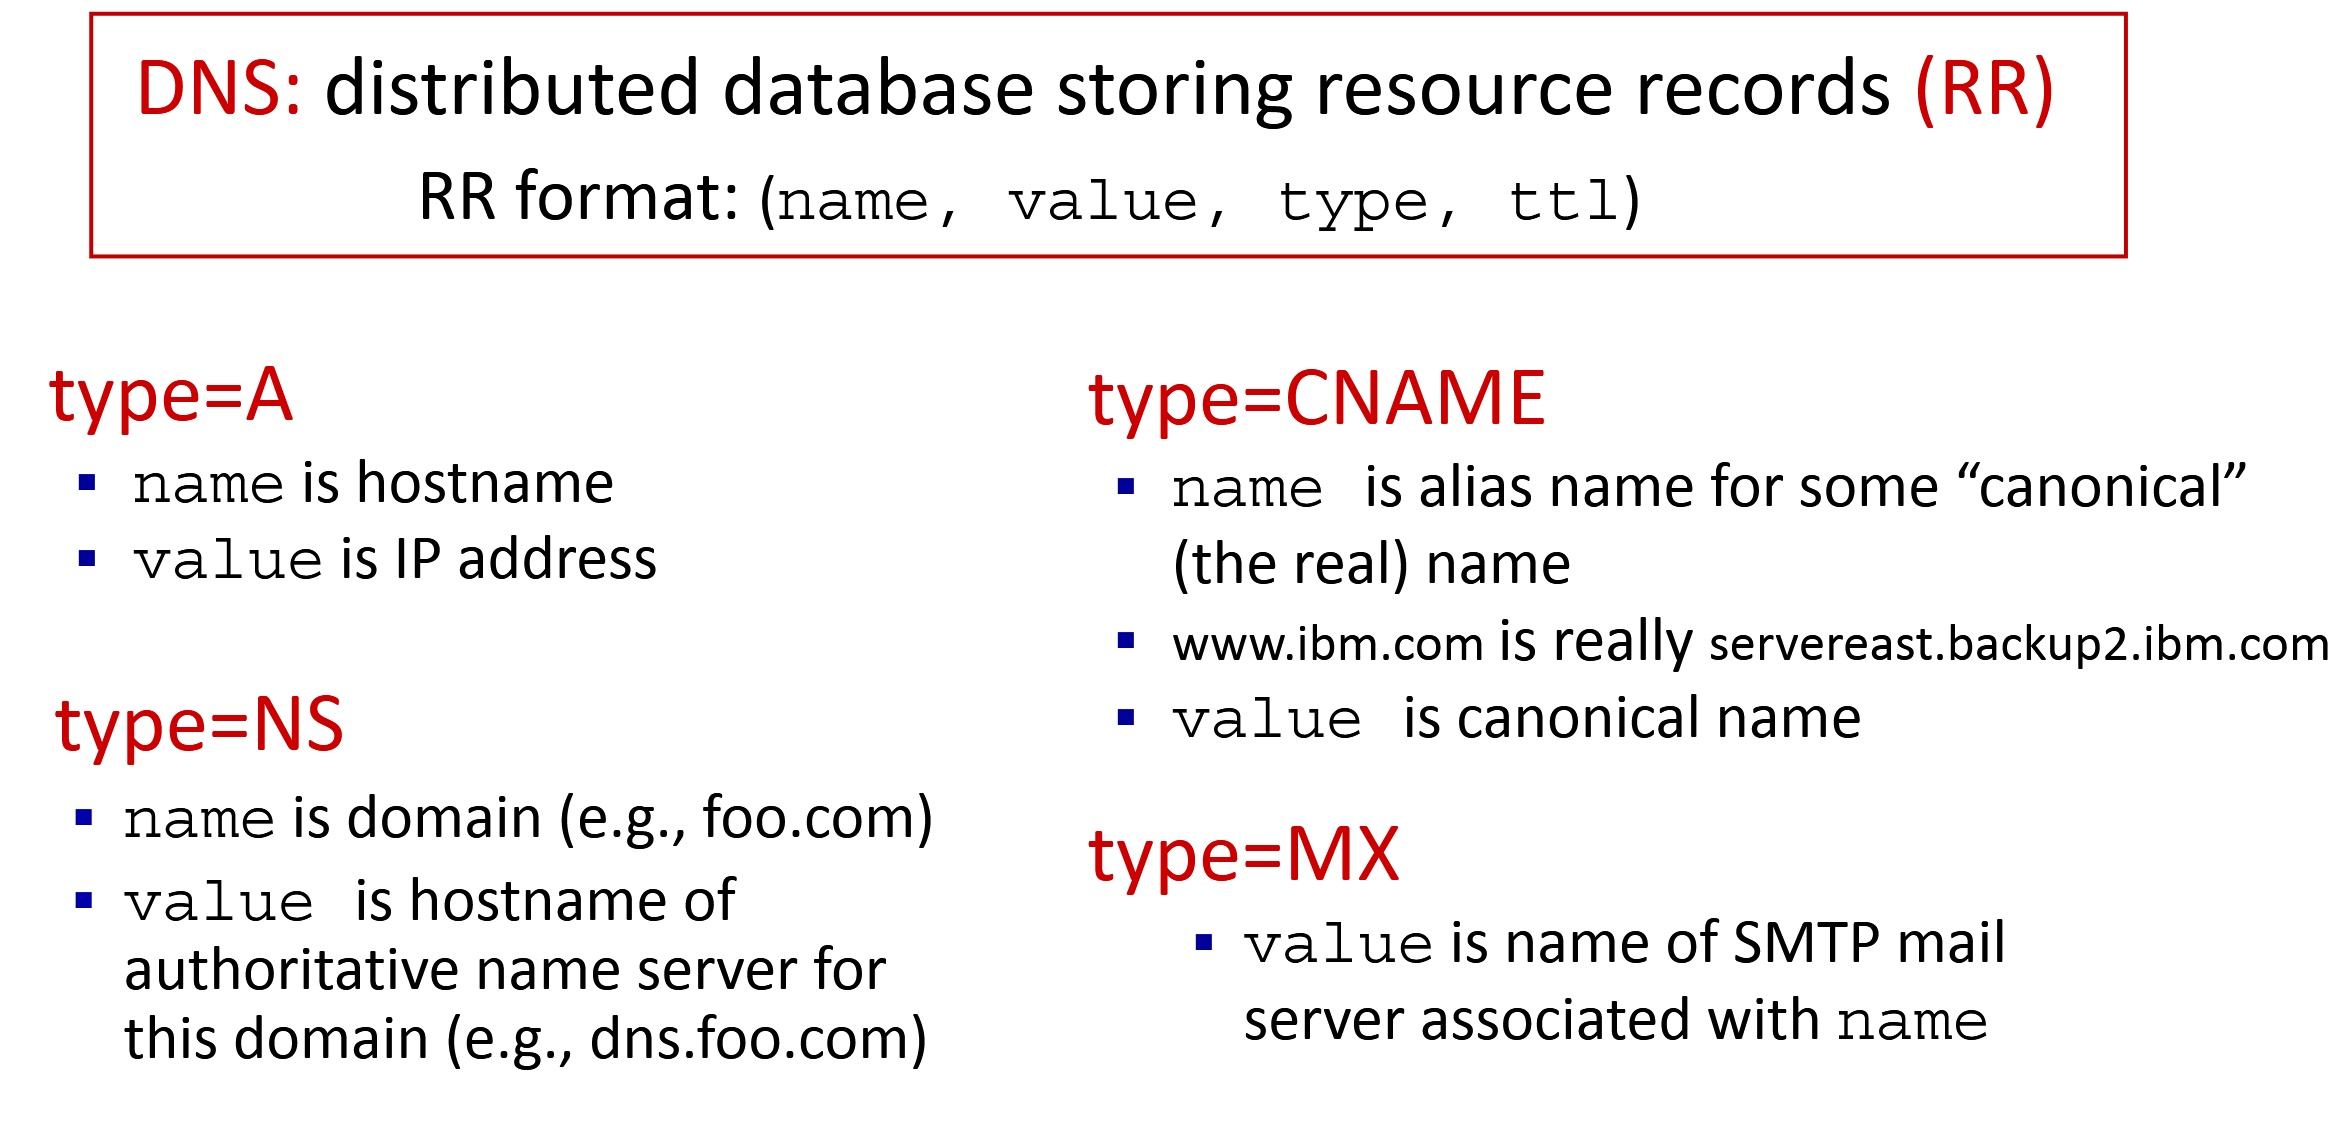 DNS: distributed database storing resource records (RR)
RR format: (name, value, type, ttl)
type=A
▪ name is hostname
▪ value is IP address
type=NS
▪ name is domain (e.g., foo.com)
▪ value is hostname of
authoritative name server for
this domain (e.g., dns.foo.com)
type=CNAME
▪ name is alias name for some “canonical”
(the real) name
▪ www.ibm.com is really servereast.backup2.ibm.com
▪ value is canonical name
type=MX
▪ value is name of SMTP mail
server associated with name